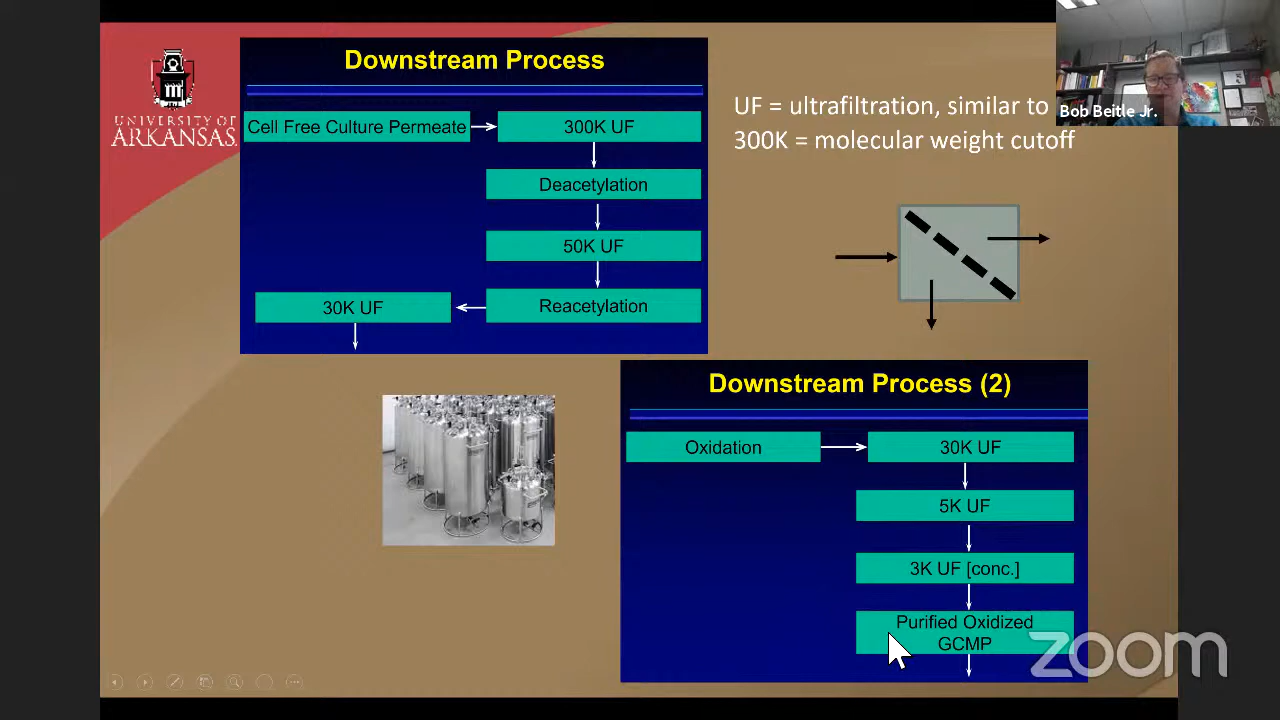 UNIVERSITY OF
ARKANSAS
Downstream Process
Cell Free Culture Permeate
300K UF
Deacetylation
50K UF
Reacetylation
30K UF
UF = ultrafiltration, similar to
300K = molecular weight cutoff
Bob Beitle Jr.
Downstream Process (2)
Oxidation
30K UF
5K UF
3K UF [conc.]
Purified Oxidized
GCMP
zoom